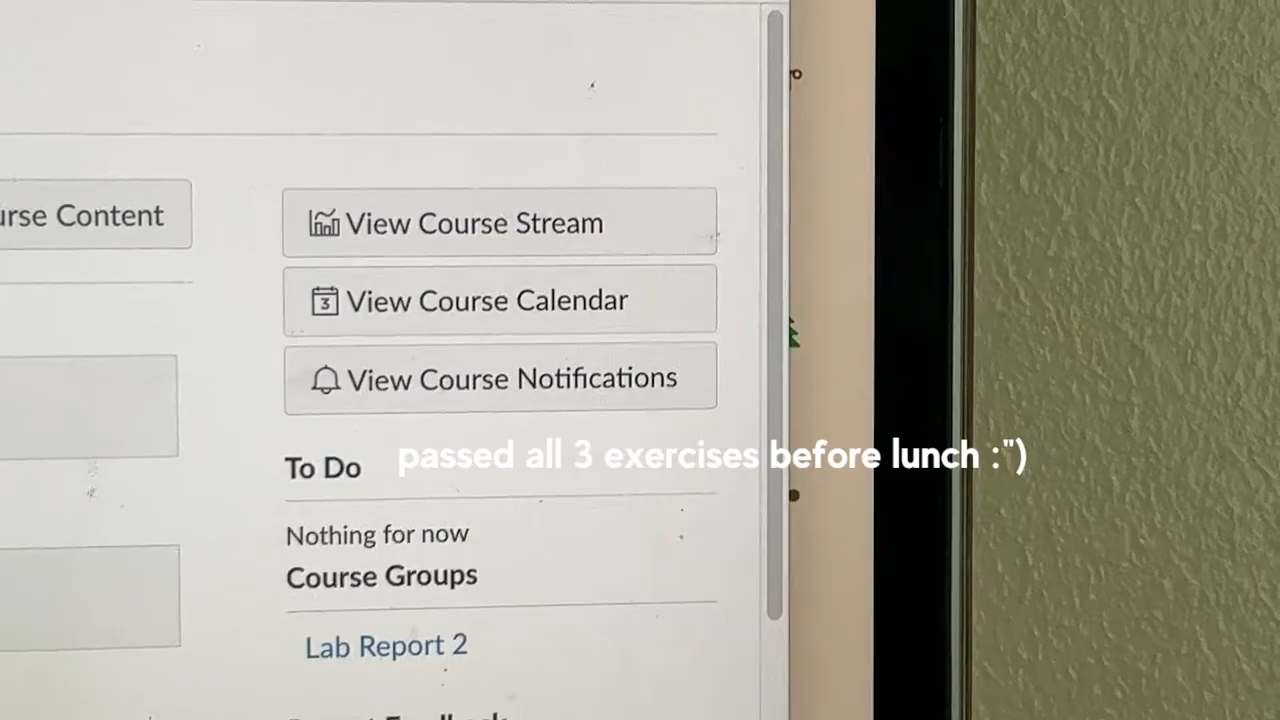 urse Content
View Course Stream
3 View Course Calendar
View Course Notifications
To Do
passed all 3 exercises before lunch :")
Nothing for now
Course Groups
Lab Report 2